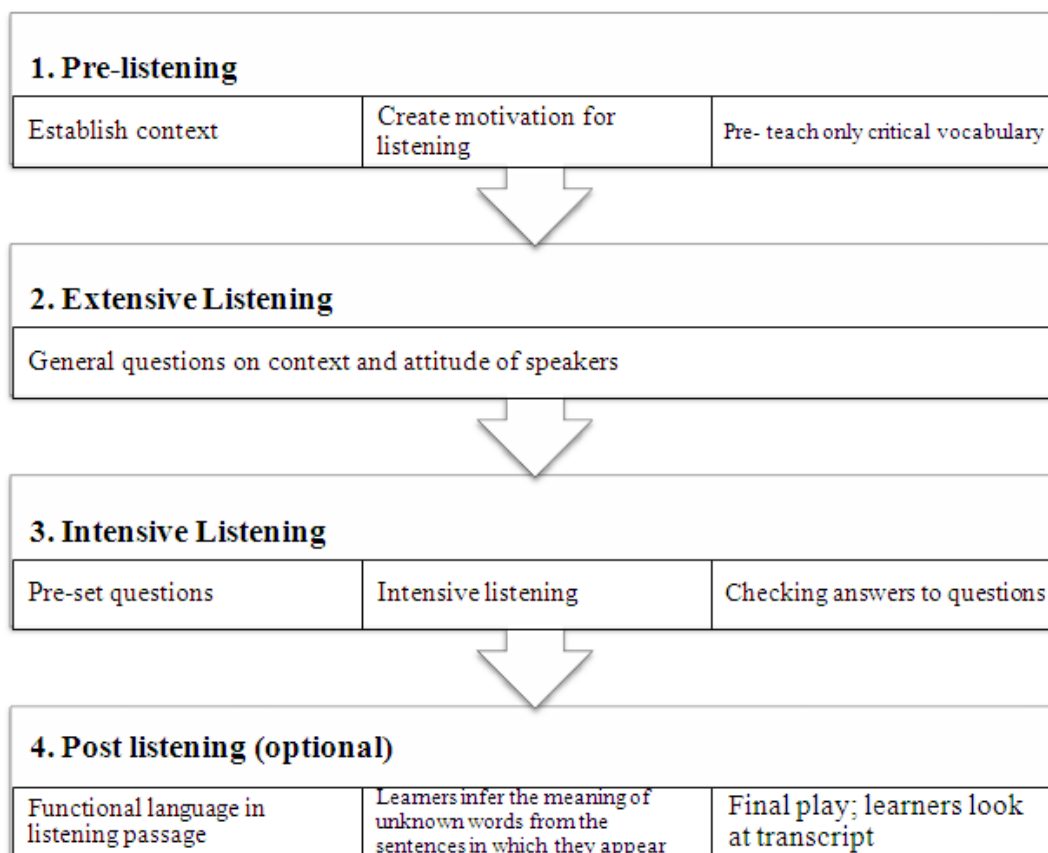 1. Pre-listening
Establish context
Create motivation for
listening
Pre- teach only critical vocabulary
2. Extensive Listening
General questions on context and attitude of speakers
3. Intensive Listening
Pre-set questions
Intensive listening
Checking answers to questions
4. Post listening (optional)
Functional language in
listening passage
Learners infer the meaning of
unknown words from the
sentences in which they appear
Final play; learners look
at transcript